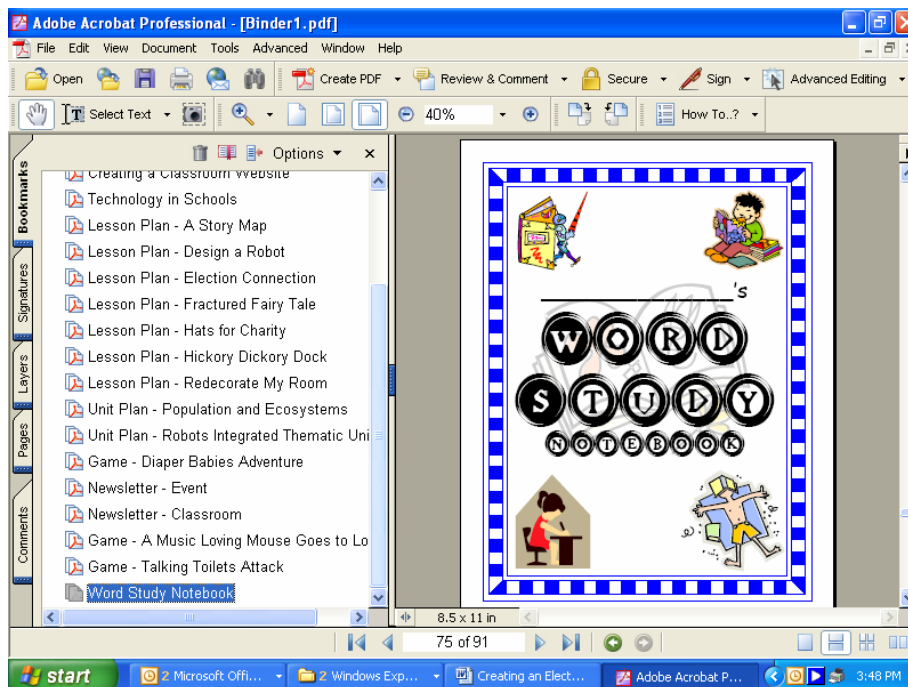 Adobe Acrobat Professional - [Binder1.pdf]
File Edit View Document Tools Advanced Window Help
Open Create PDF Review & Comment Secure Sign Advanced Editing
Select Text 40% How To..?
Options
Bookmarks
Signatures
Layers
Pages
Comments
Creating a Classroom Website
Technology in Schools
Lesson Plan - A Story Map
Lesson Plan - Design a Robot
Lesson Plan - Election Connection
Lesson Plan - Fractured Fairy Tale
Lesson Plan - Hats for Charity
Lesson Plan - Hickory Dickory Dock
Lesson Plan - Redecorate My Room
Unit Plan - Population and Ecosystems
Unit Plan - Robots Integrated Thematic Uni
Game - Diaper Babies Adventure
Newsletter - Event
Newsletter - Classroom
Game - A Music Loving Mouse Goes to Lo
Game - Talking Toilets Attack
Word Study Notebook
_______________'s
WORD
STUDY
NOTEBOOK
8.5 x 11 in
75 of 91
start 2 Microsoft Offi... 2 Windows Exp... Creating an Elect... Adobe Acrobat P... 3:48 PM